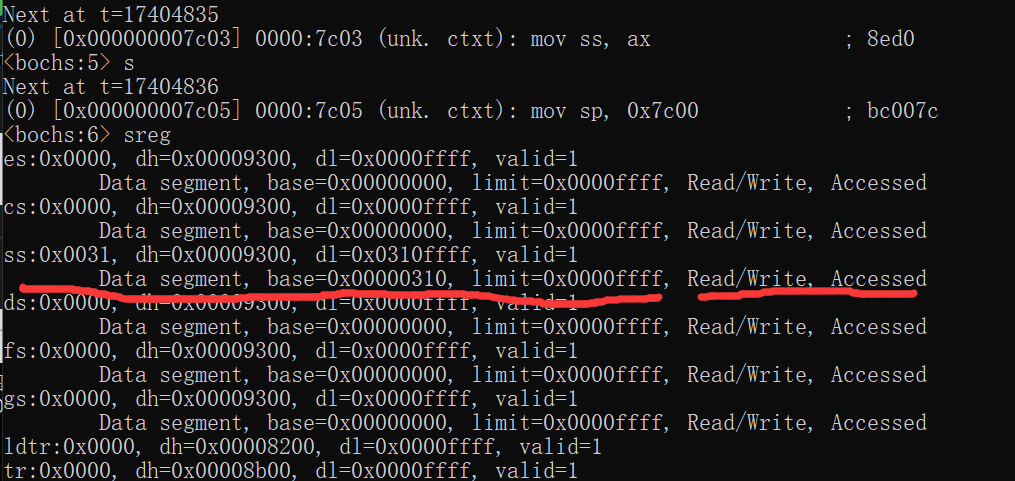 Next at t=17404835
(0) [0x000000007c03] 0000:7c03 (unk. ctxt): mov ss, ax                ; 8ed0
<bochs:5> s
Next at t=17404836
(0) [0x000000007c05] 0000:7c05 (unk. ctxt): mov sp, 0x7c00            ; bc007c
<bochs:6> sreg
es:0x0000, dh=0x00009300, dl=0x0000ffff, valid=1
        Data segment, base=0x00000000, limit=0x0000ffff, Read/Write, Accessed
cs:0x0000, dh=0x00009300, dl=0x0000ffff, valid=1
        Data segment, base=0x00000000, limit=0x0000ffff, Read/Write, Accessed
ss:0x0031, dh=0x00009300, dl=0x0310ffff, valid=1
        Data segment, base=0x00000310, limit=0x0000ffff, Read/Write, Accessed
ds:0x0000, dh=0x00009300, dl=0x0000ffff, valid=1
        Data segment, base=0x00000000, limit=0x0000ffff, Read/Write, Accessed
fs:0x0000, dh=0x00009300, dl=0x0000ffff, valid=1
        Data segment, base=0x00000000, limit=0x0000ffff, Read/Write, Accessed
gs:0x0000, dh=0x00009300, dl=0x0000ffff, valid=1
        Data segment, base=0x00000000, limit=0x0000ffff, Read/Write, Accessed
ldtr:0x0000, dh=0x00008200, dl=0x0000ffff, valid=1
tr:0x0000, dh=0x00008b00, dl=0x0000ffff, valid=1